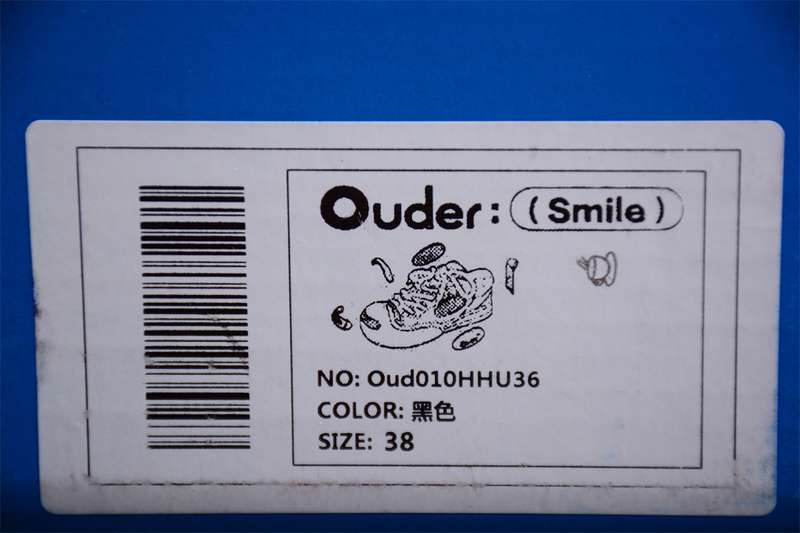 Ouder: (Smile)
NO: Oud010HHU36
COLOR: 黑色
SIZE: 38